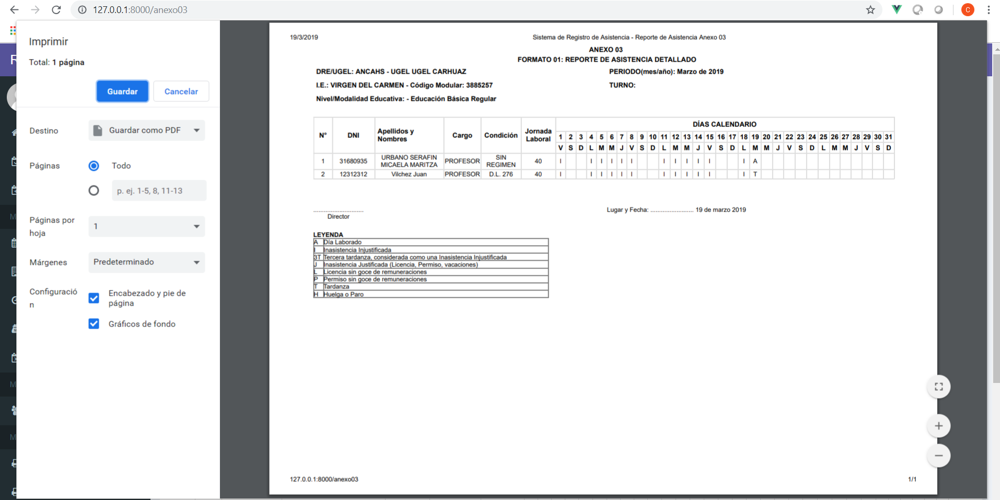 127.0.0.1:8000/anexo03
C
R
Imprimir
Total: 1 página
Guardar Cancelar
Destino Guardar como PDF
Páginas Todo
p. ej. 1-5, 8, 11-13
Páginas por
hoja
1
Márgenes Predeterminado
Configuració
n
Encabezado y pie de
página
Gráficos de fondo
M
M
M
19/3/2019 Sistema de Registro de Asistencia - Reporte de Asistencia Anexo 03
ANEXO 03
FORMATO 01: REPORTE DE ASISTENCIA DETALLADO
DRE/UGEL: ANCAHS - UGEL UGEL CARHUAZ PERIODO(mes/año): Marzo de 2019
I.E.: VIRGEN DEL CARMEN - Código Modular: 3885257 TURNO:
Nivel/Modalidad Educativa: - Educación Básica Regular
N° DNI Apellidos y Nombres Cargo Condición Jornada Laboral DÍAS CALENDARIO
1 2 3 4 5 6 7 8 9 10 11 12 13 14 15 16 17 18 19 20 21 22 23 24 25 26 27 28 29 30 31
V S D L M M J V S D L M M J V S D L M M J V S D L M M J V S D
1 31680935 URBANO SERAFIN MICAELA MARITZA PROFESOR SIN REGIMEN 40 I I I I I I I I I I I I A
2 12312312 Vilchez Juan PROFESOR D.L. 276 40 I I I I I I I I I I I I T
............................. Lugar y Fecha: ......................... 19 de marzo 2019
Director
LEYENDA
A Día Laborado
I Inasistencia Injustificada
3T Tercera tardanza, considerada como una Inasistencia Injustificada
J Inasistencia Justificada (Licencia, Permiso, vacaciones)
L Licencia sin goce de remuneraciones
P Permiso sin goce de remuneraciones
T Tardanza
H Huelga o Paro
127.0.0.1:8000/anexo03 1/1